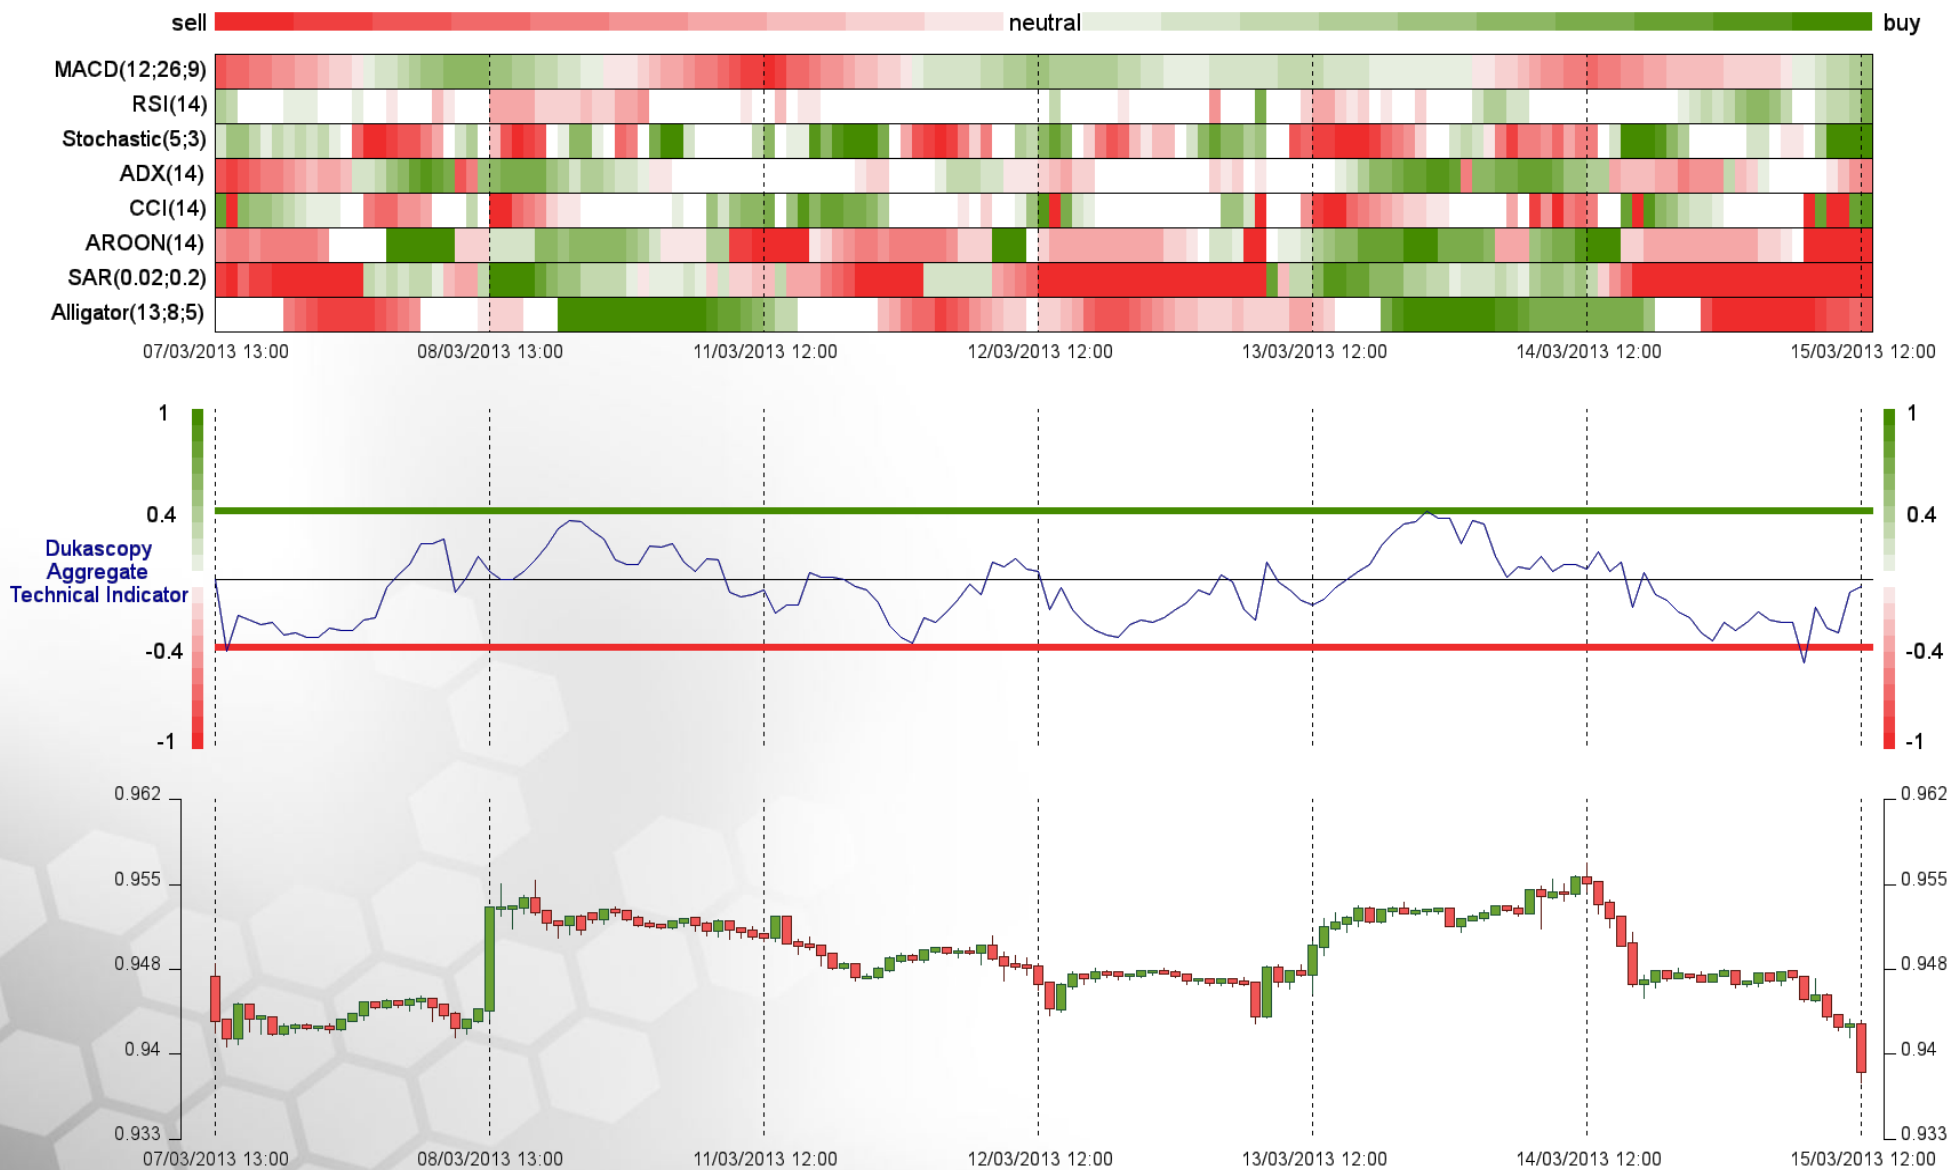 sell neutral buy
MACD(12;26;9)
RSI(14)
Stochastic(5;3)
ADX(14)
CCI(14)
AROON(14)
SAR(0.02;0.2)
Alligator(13;8;5)
07/03/2013 13:00 08/03/2013 13:00 11/03/2013 12:00 12/03/2013 12:00 13/03/2013 12:00 14/03/2013 12:00 15/03/2013 12:00
1 1
0.4 0.4
Dukascopy
Aggregate
Technical Indicator
-0.4 -0.4
-1 -1
0.962 0.962
0.955 0.955
0.948 0.948
0.94 0.94
0.933 0.933
07/03/2013 13:00 08/03/2013 13:00 11/03/2013 12:00 12/03/2013 12:00 13/03/2013 12:00 14/03/2013 12:00 15/03/2013 12:00